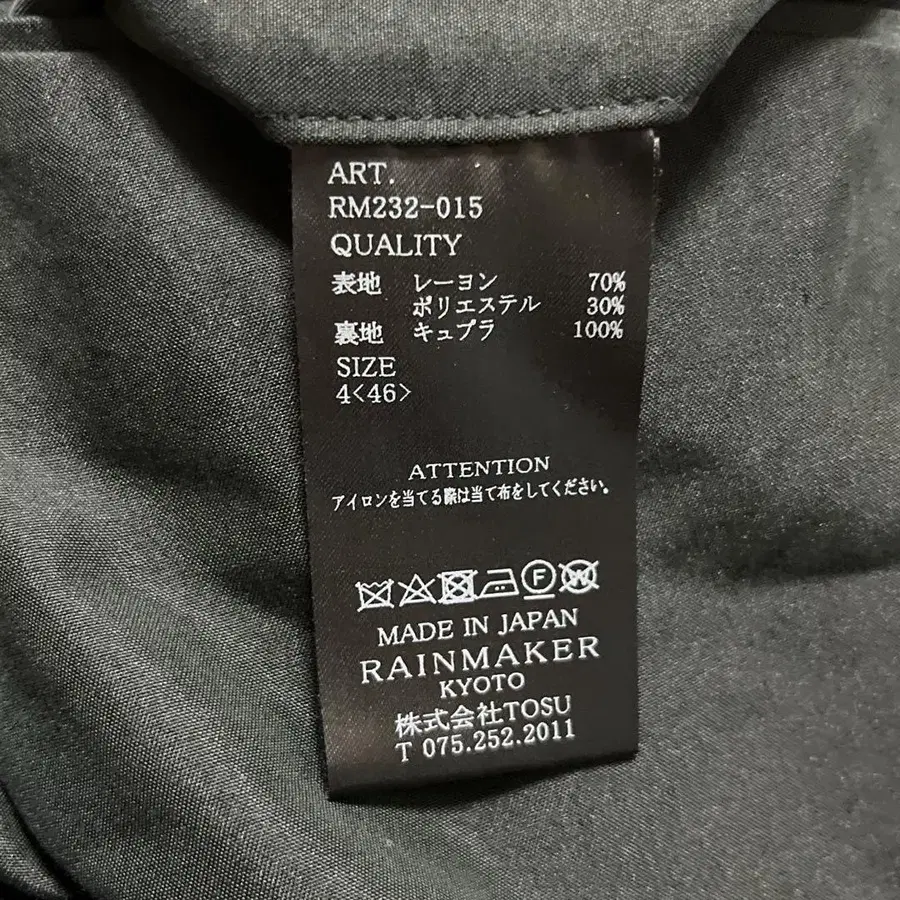 ART.
RM232-015
QUALITY
表地 レーヨン 70%
ポリエステル 30%
裏地 キュプラ 100%
SIZE
4<46>
ATTENTION
アイロンを当てる際は当て布をしてください。
F W
MADE IN JAPAN
RAINMAKER
KYOTO
株式会社TOSU
T 075.252.2011